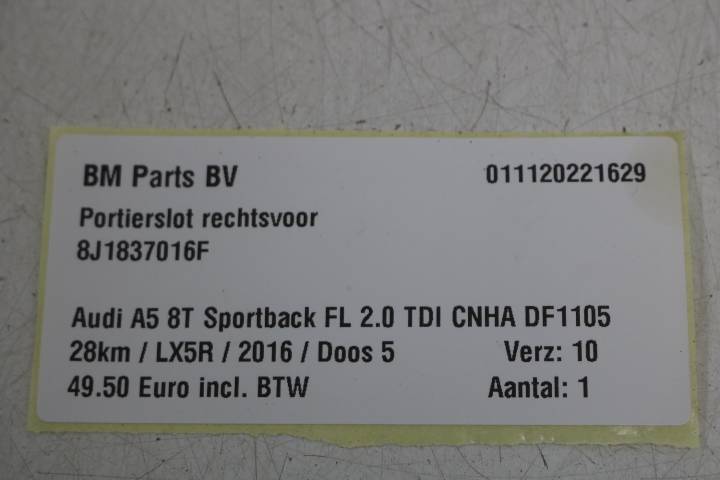 BM Parts BV 011120221629
Portierslot rechtsvoor
8J1837016F
Audi A5 8T Sportback FL 2.0 TDI CNHA DF1105
28km / LX5R / 2016 / Doos 5 Verz: 10
49.50 Euro incl. BTW Aantal: 1